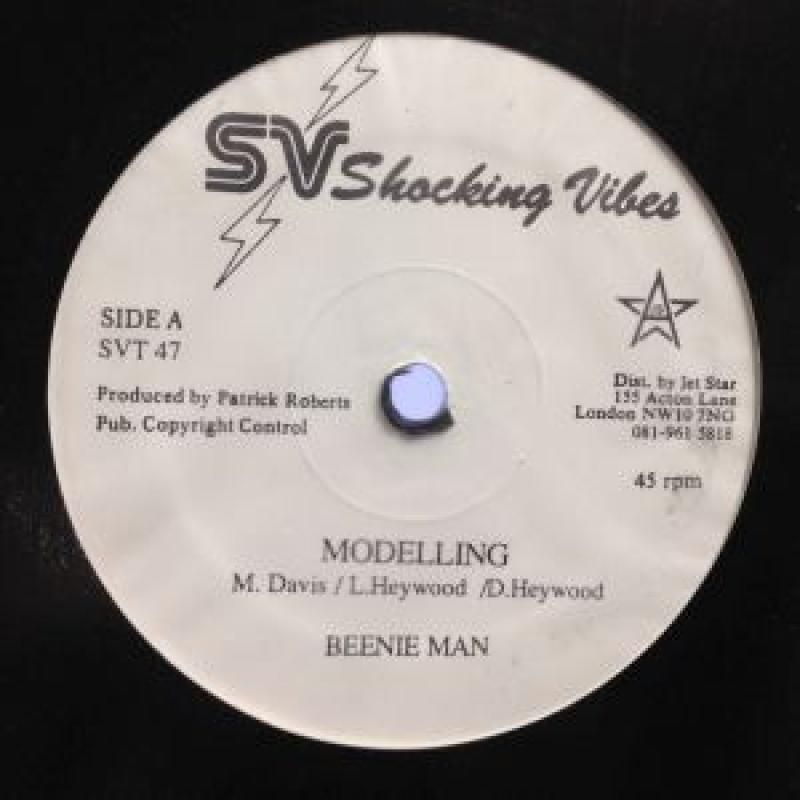 SV Shocking Vibes
SIDE A
SVT 47
Produced by Patrick Roberts
Pub. Copyright Control
Dist. by Jet Star
155 Acton Lane
London NW10 7NG
081-961 5818
45 rpm
MODELLING
M. Davis / L.Heywood /D.Heywood
BEENIE MAN